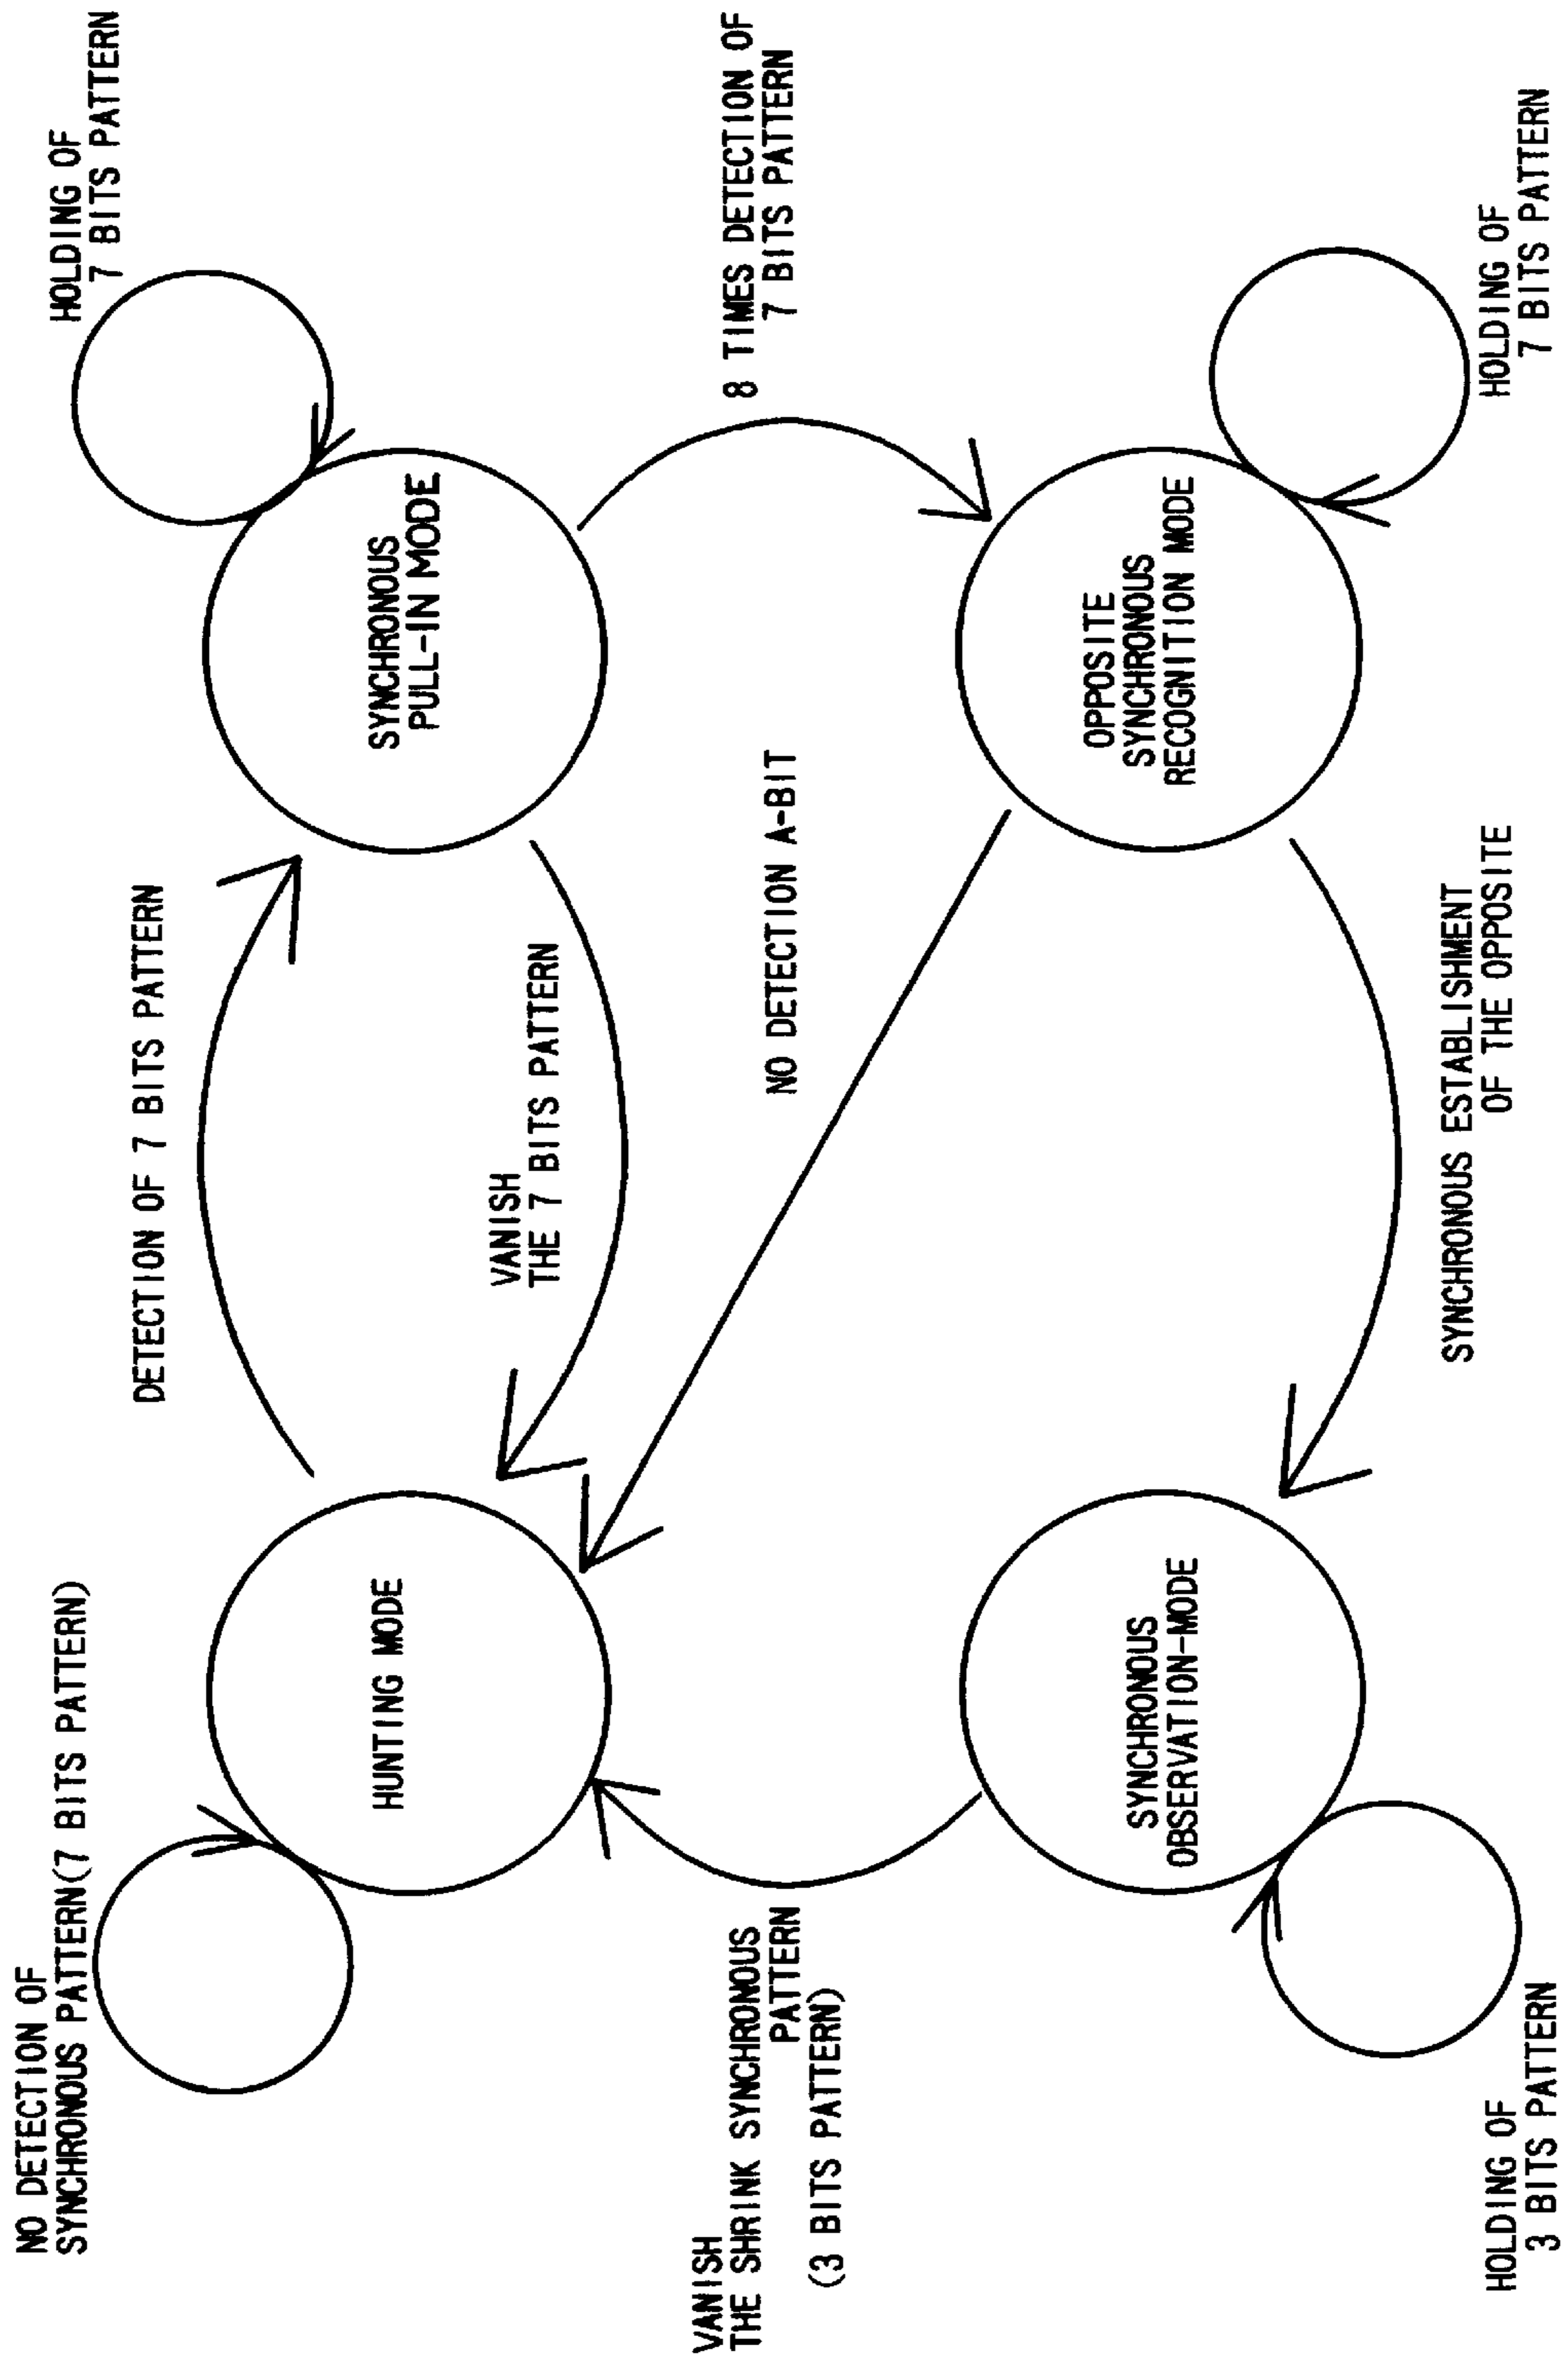 NO DETECTION OF
SYNCHRONOUS PATTERN(7 BITS PATTERN)
DETECTION OF 7 BITS PATTERN
HOLDING OF
7 BITS PATTERN
HUNTING MODE
SYNCHRONOUS
PULL-IN MODE
VANISH
THE 7 BITS PATTERN
VANISH
THE SHRINK SYNCHRONOUS
PATTERN
(3 BITS PATTERN)
NO DETECTION A-BIT
8 TIMES DETECTION OF
7 BITS PATTERN
SYNCHRONOUS
OBSERVATION-MODE
OPPOSITE
SYNCHRONOUS
RECOGNITION MODE
HOLDING OF
3 BITS PATTERN
SYNCHRONOUS ESTABLISHMENT
OF THE OPPOSITE
HOLDING OF
7 BITS PATTERN